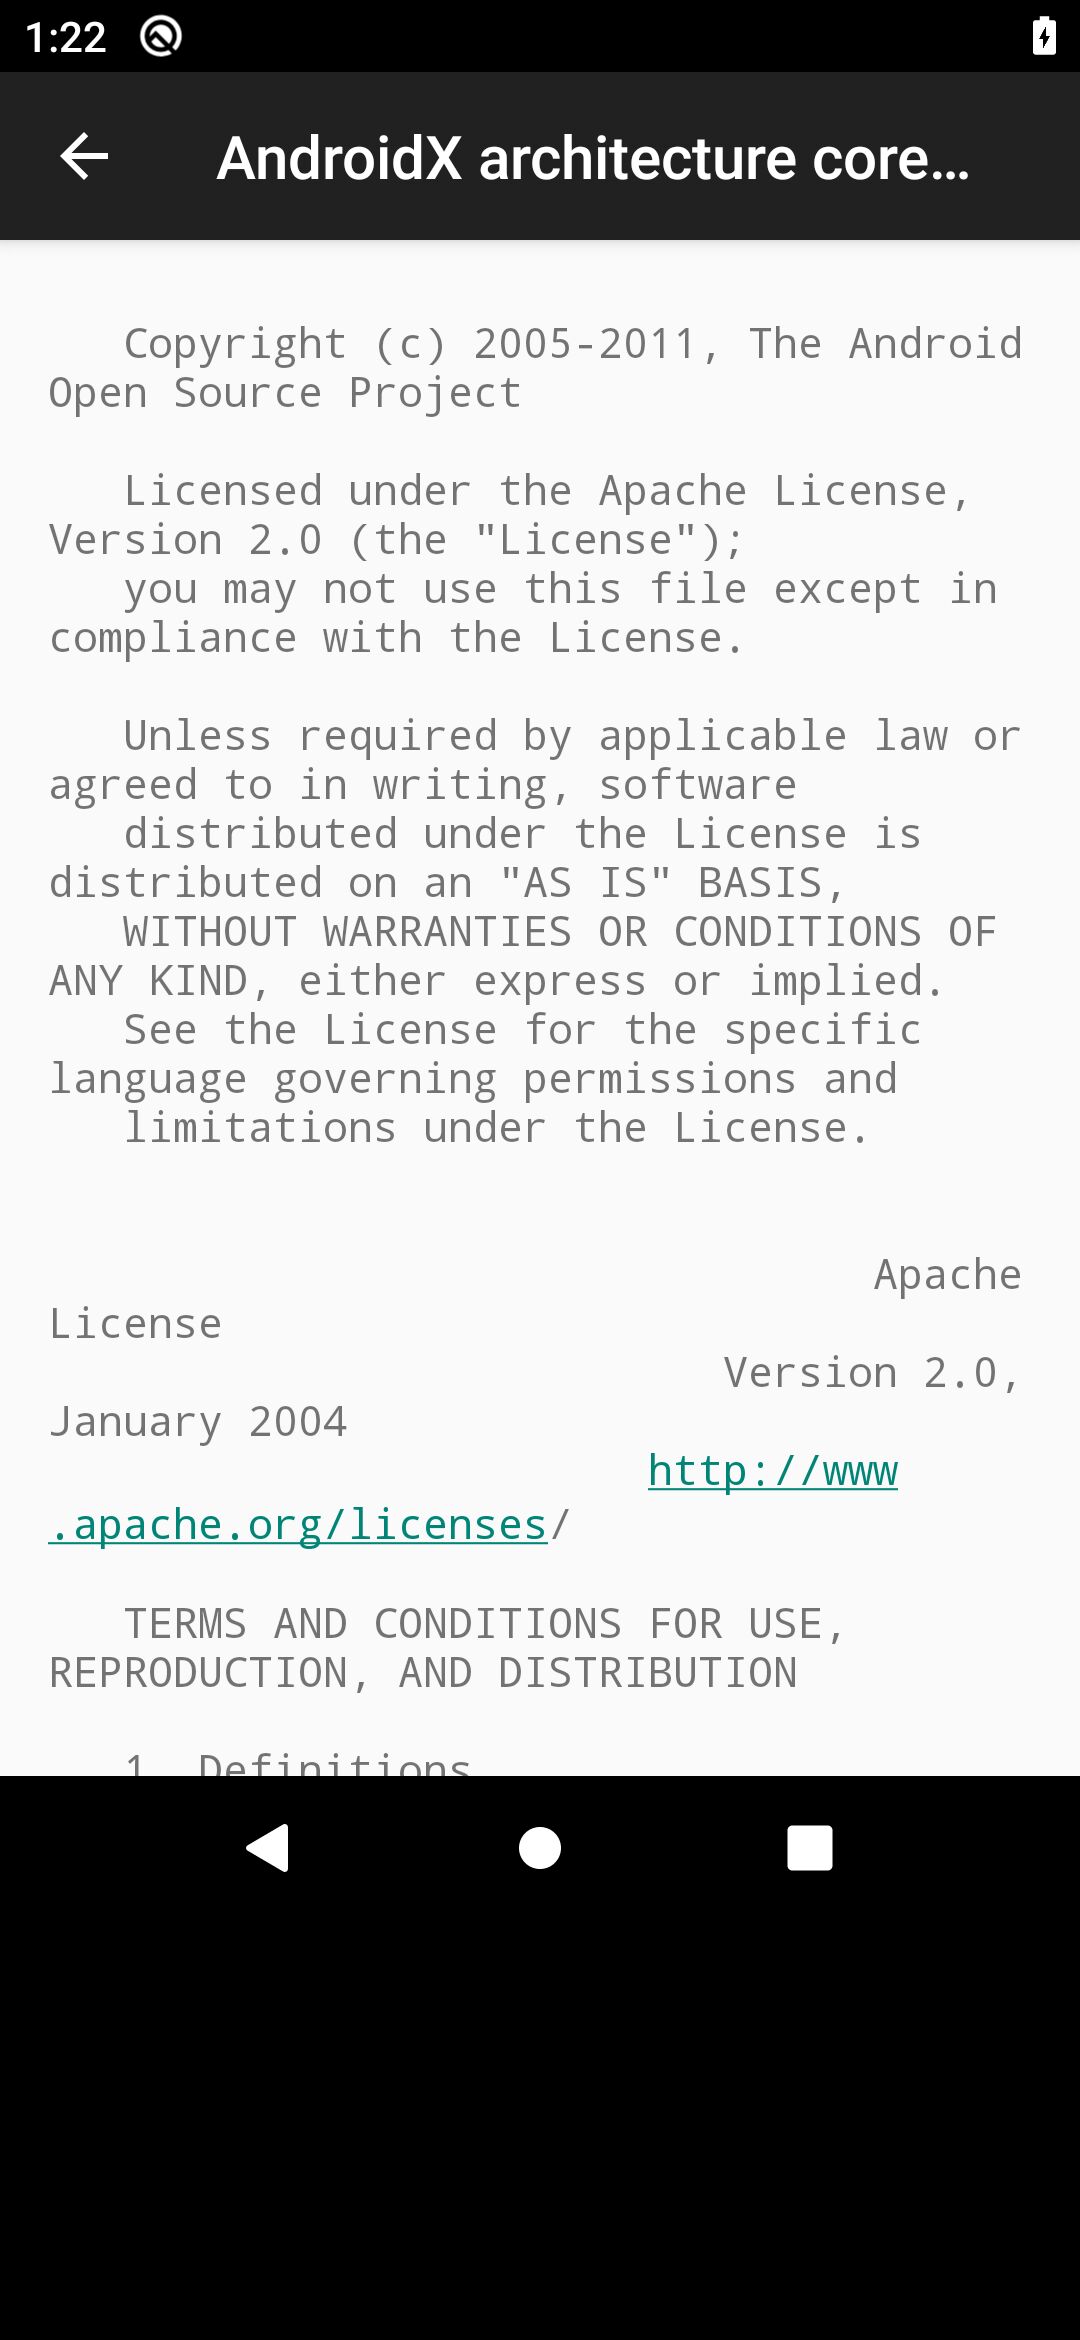 1:22
AndroidX architecture core…
Copyright (c) 2005-2011, The Android
Open Source Project
Licensed under the Apache License,
Version 2.0 (the "License");
you may not use this file except in
compliance with the License.
Unless required by applicable law or
agreed to in writing, software
distributed under the License is
distributed on an "AS IS" BASIS,
WITHOUT WARRANTIES OR CONDITIONS OF
ANY KIND, either express or implied.
See the License for the specific
language governing permissions and
limitations under the License.
Apache
License
Version 2.0,
January 2004
http://www
.apache.org/licenses/
TERMS AND CONDITIONS FOR USE,
REPRODUCTION, AND DISTRIBUTION
1. Definitions.